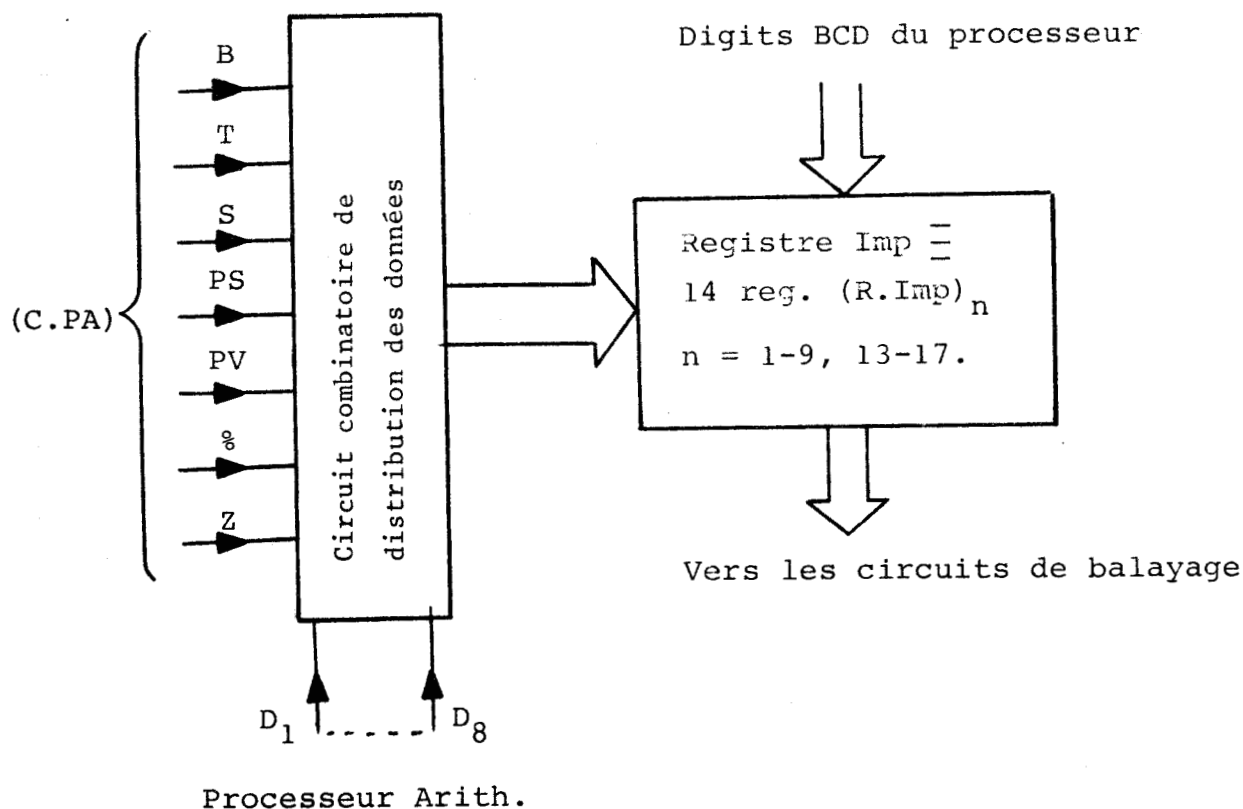 B
T
S
PS
PV
%
Z
(C.PA)
Circuit combinatoire de
distribution des données
D1 ..... D8
Processeur Arith.
Digits BCD du processeur
Registre Imp Ξ
14 reg. (R.Imp)n
n = 1-9, 13-17.
Vers les circuits de balayage